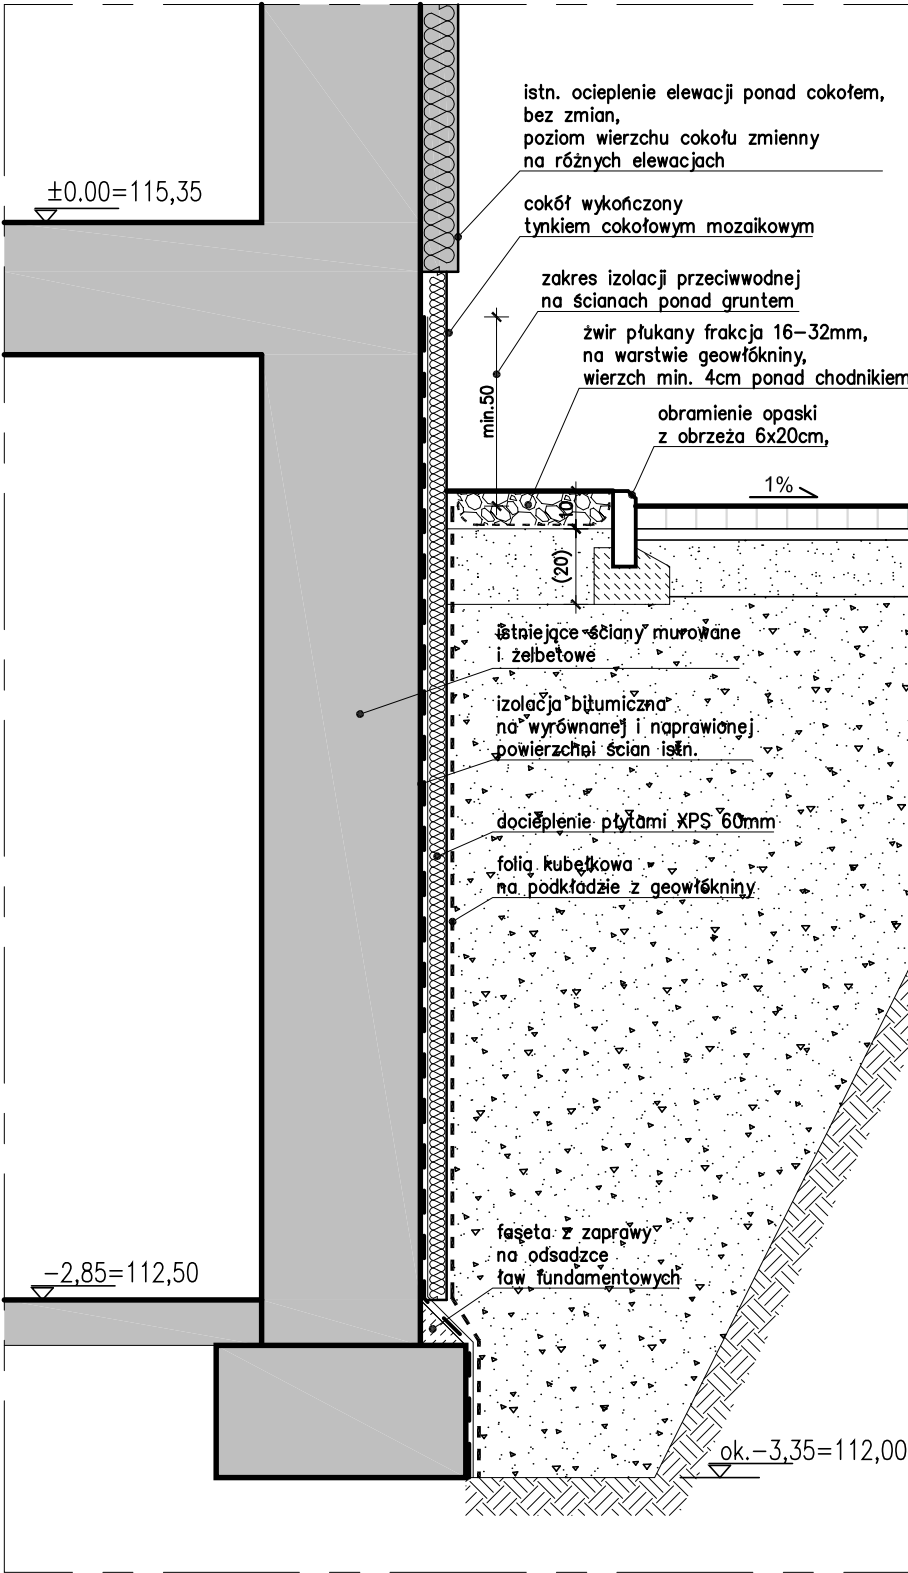 istn. ocieplenie elewacji ponad cokołem,
bez zmian,
poziom wierzchu cokołu zmienny
na różnych elewacjach
±0,00=115,35
cokół wykończony
tynkiem cokołowym mozaikowym
zakres izolacji przeciwwodnej
na ścianach ponad gruntem
żwir płukany frakcja 16-32mm,
na warstwie geowłókniny,
wierzch min. 4cm ponad chodnikiem
min.50
obramienie opaski
z obrzeża 6x20cm,
1%
10
(20)
istniejące ściany murowane
i żelbetowe
izolacja bitumiczna
na wyrównanej i naprawionej
powierzchni ścian istn.
docieplenie płytami XPS 60mm
folia kubełkowa
na podkładzie z geowłókniny
faseta z zaprawy
na odsadzce
ław fundamentowych
-2,85=112,50
ok.-3,35=112,00